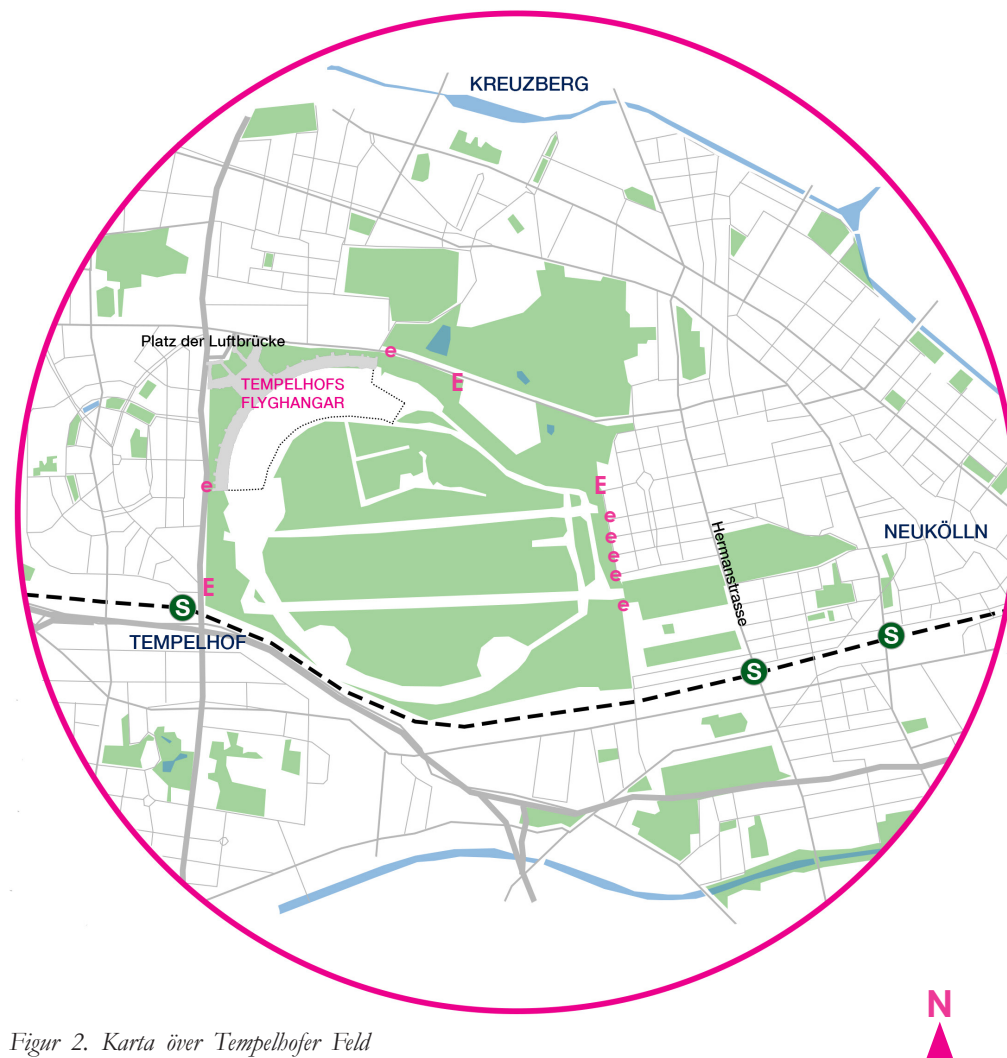 KREUZBERG
Platz der Luftbrücke
e
TEMPELHOFS
FLYGHANGAR
E
e
E
e
e
e
e
e
Hermanstrasse
NEUKÖLLN
E
S
TEMPELHOF
S
S
N
Figur 2. Karta över Tempelhofer Feld